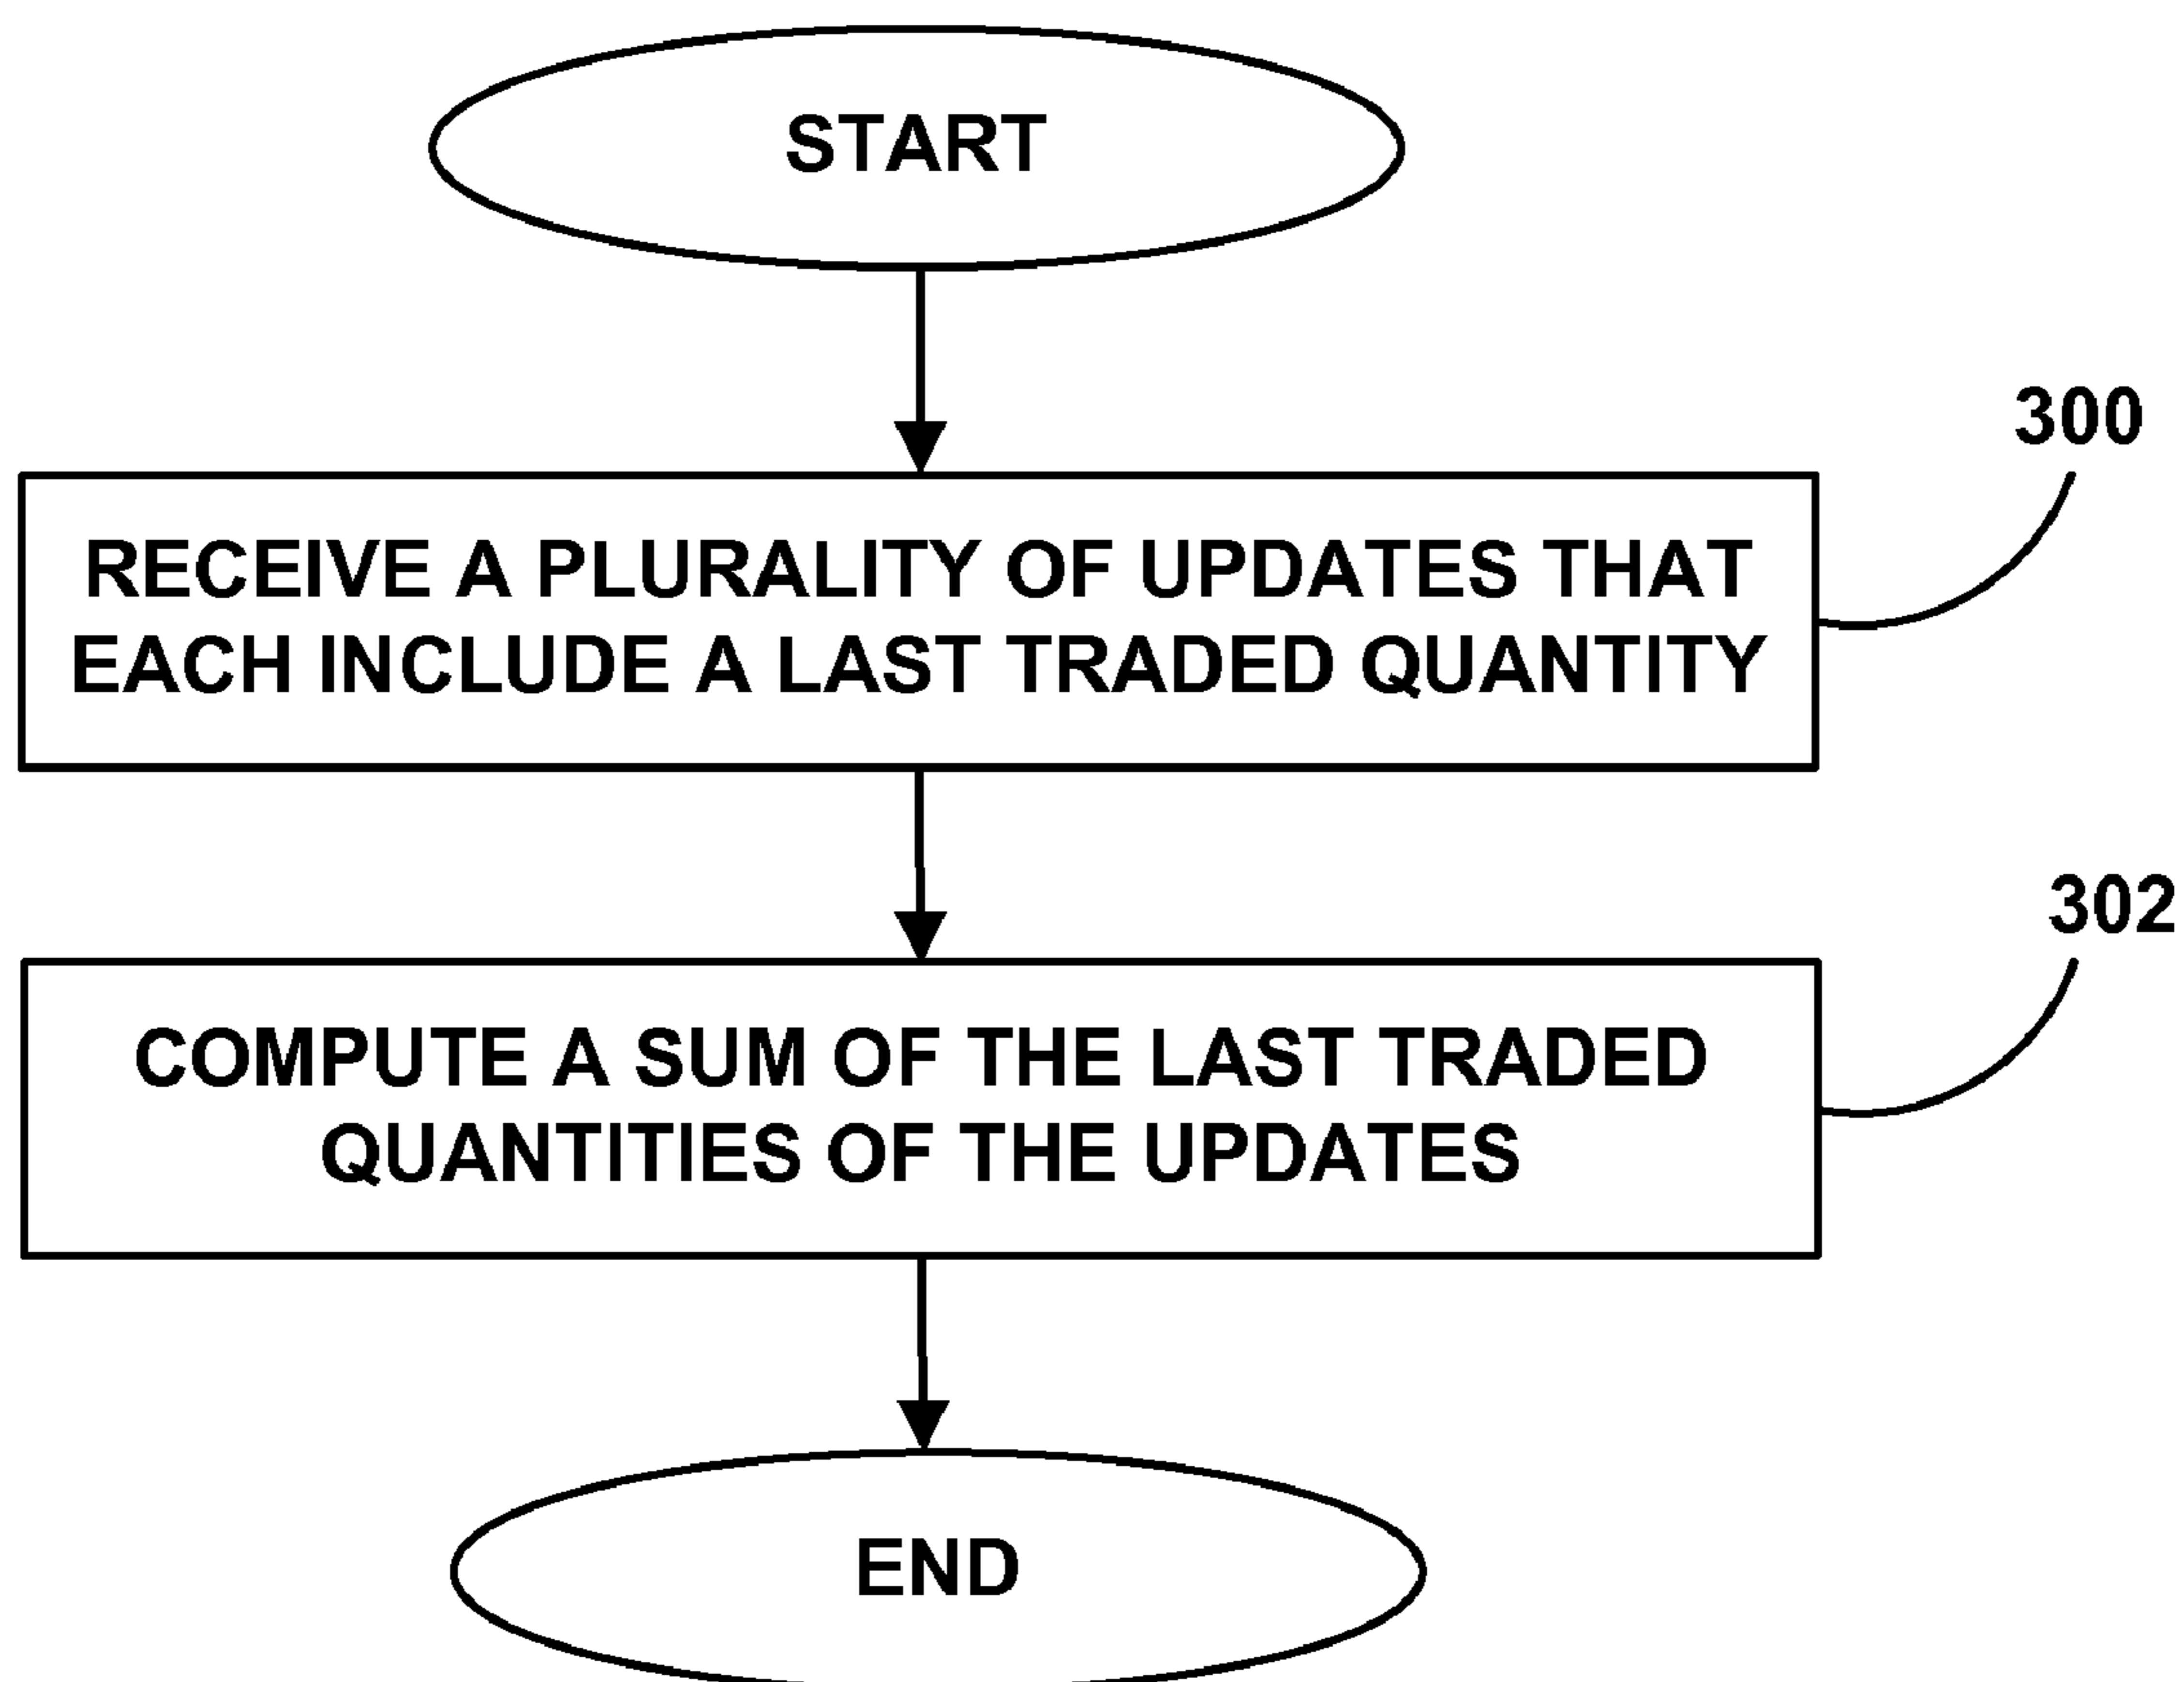 START
300
RECEIVE A PLURALITY OF UPDATES THAT
EACH INCLUDE A LAST TRADED QUANTITY
302
COMPUTE A SUM OF THE LAST TRADED
QUANTITIES OF THE UPDATES
END